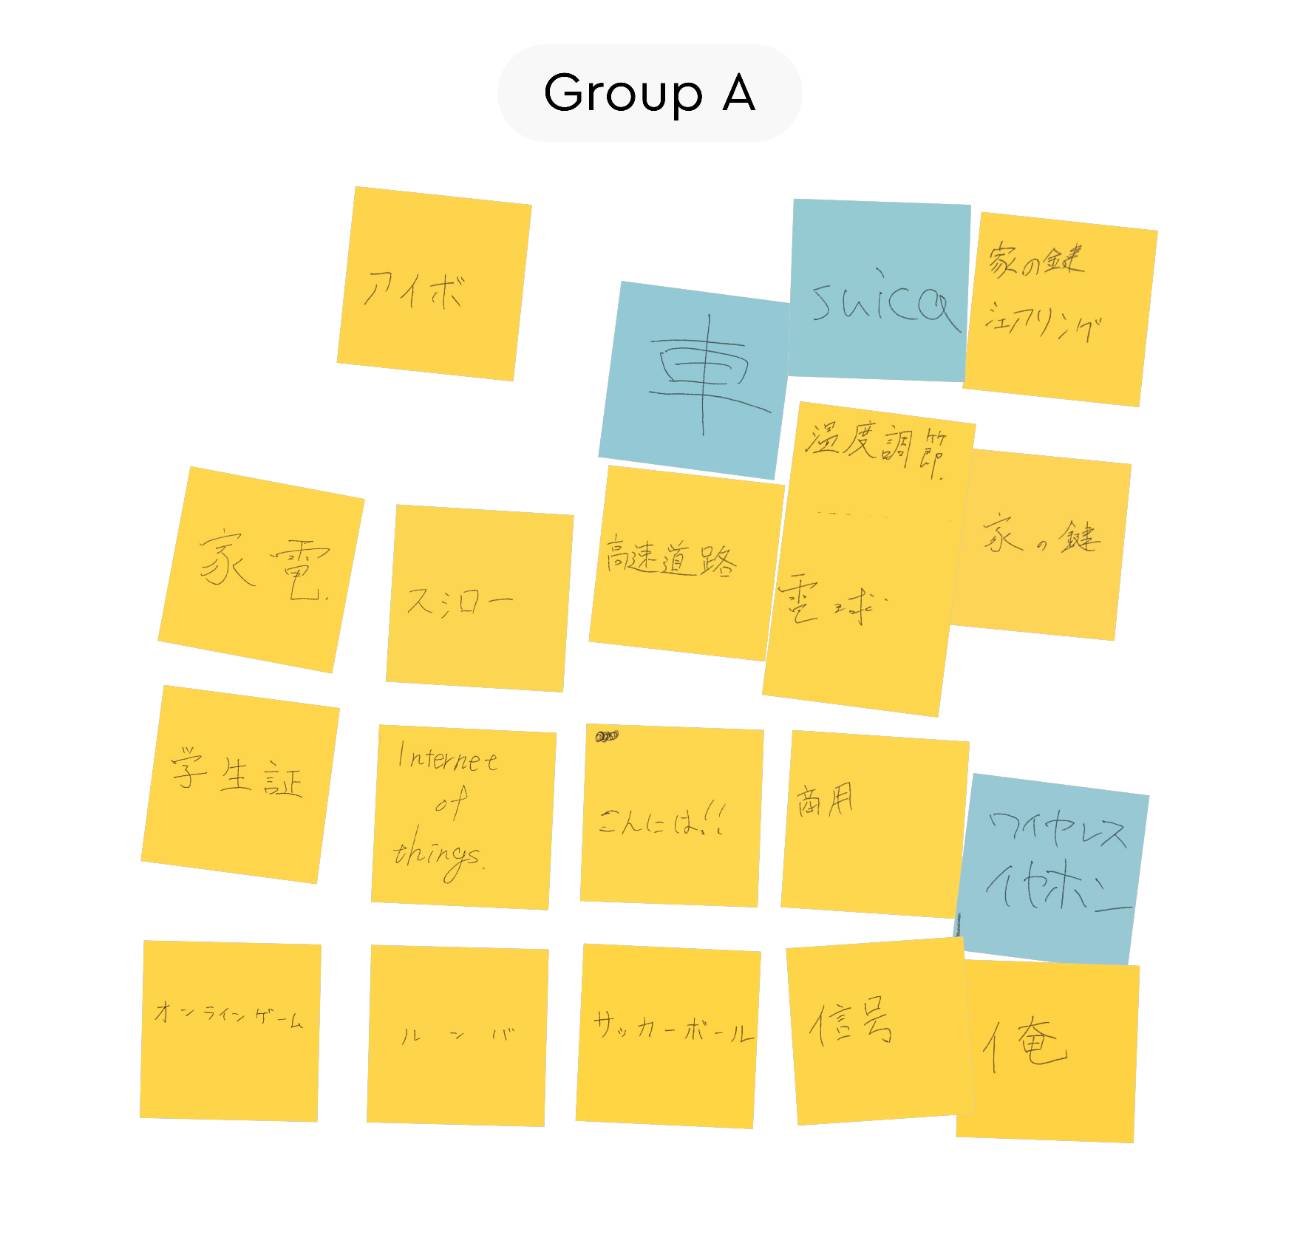 Group A
アイボ
車
suica
家の鍵
シェアリング
家電
スシロー
高速道路
温度調節
電球
家の鍵
学生証
Internet
of
things.
こんには!!
商用
ワイヤレス
イヤホン
オンラインゲーム
ルンバ
サッカーボール
信号
俺